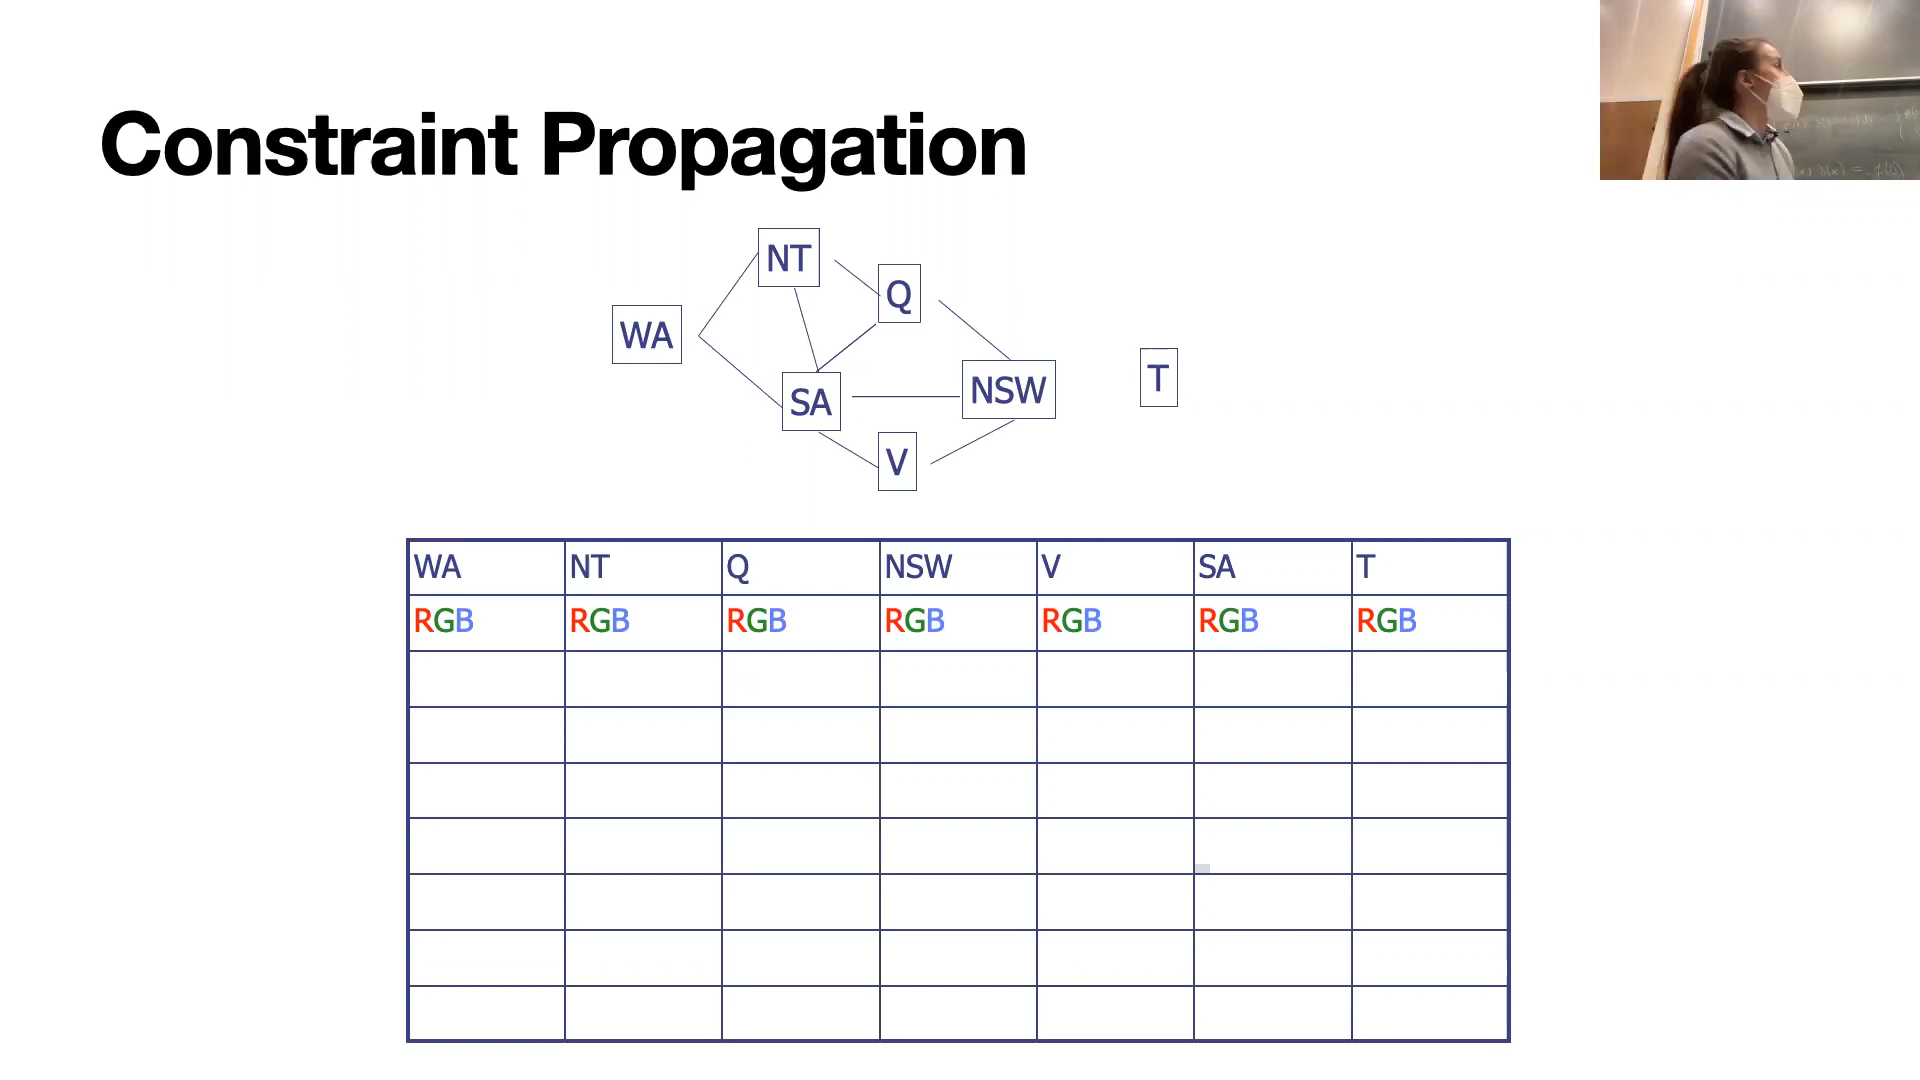 Constraint Propagation
NT
Q
WA
T
SA
NSW
V
WA NT Q NSW V SA T
RGB RGB RGB RGB RGB RGB RGB